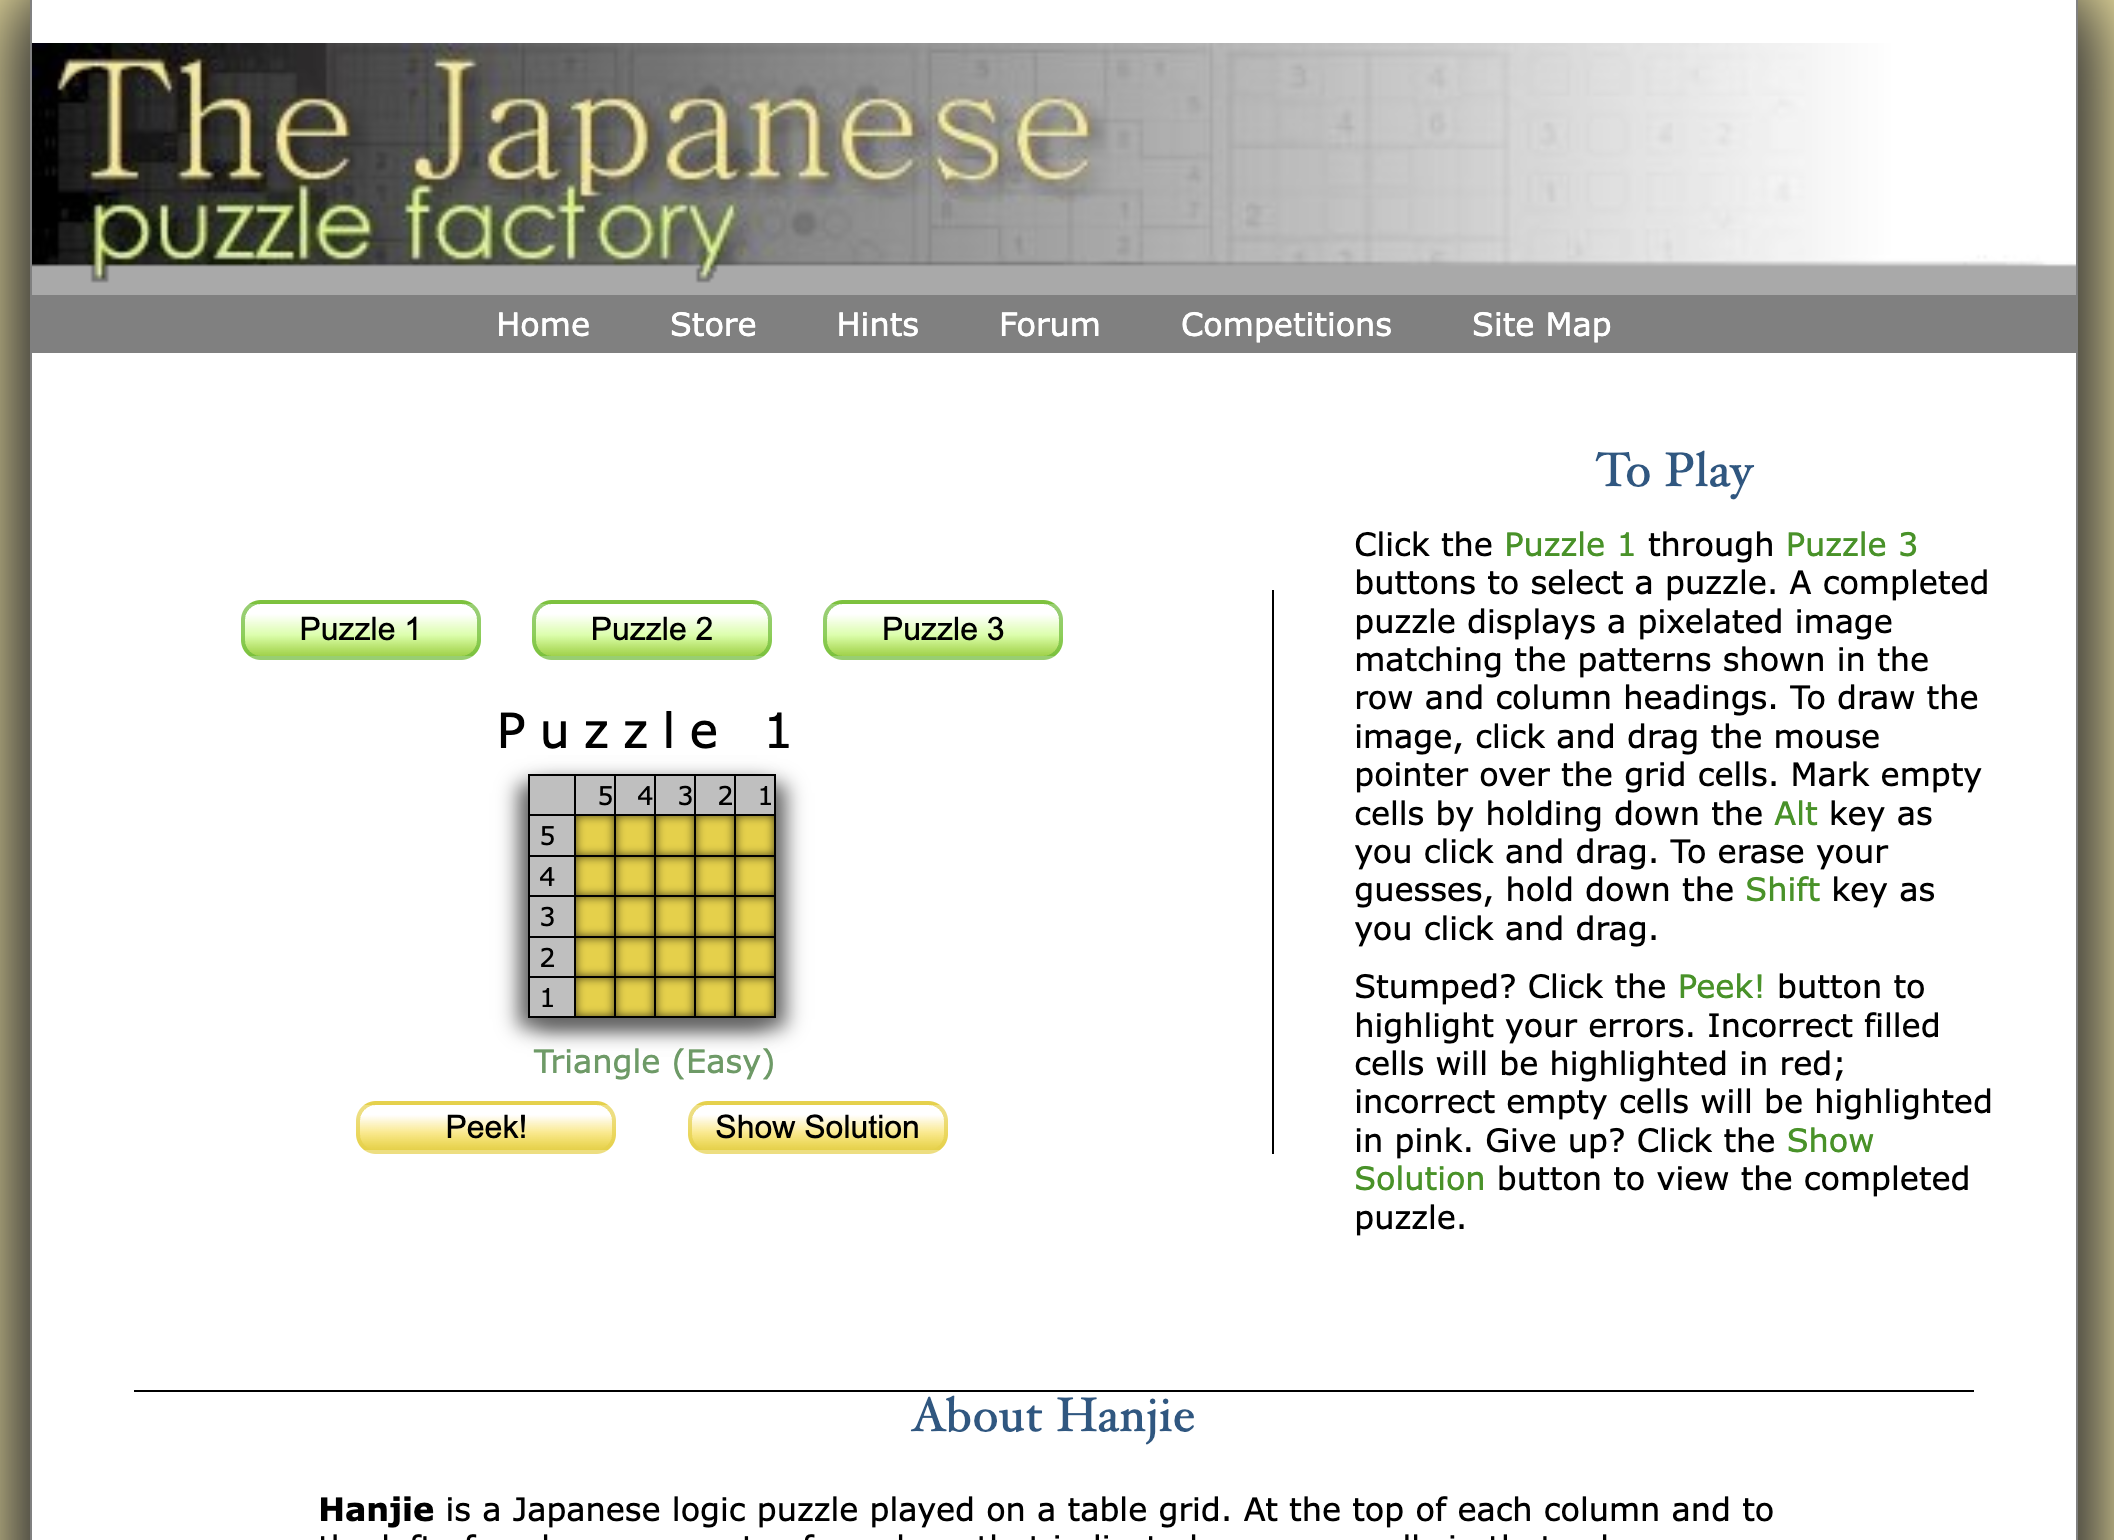 The Japanese
puzzle factory
Home Store Hints Forum Competitions Site Map
Puzzle 1 Puzzle 2 Puzzle 3
Puzzle 1
5 4 3 2 1
5
4
3
2
1
Triangle (Easy)
Peek! Show Solution
To Play
Click the Puzzle 1 through Puzzle 3
buttons to select a puzzle. A completed
puzzle displays a pixelated image
matching the patterns shown in the
row and column headings. To draw the
image, click and drag the mouse
pointer over the grid cells. Mark empty
cells by holding down the Alt key as
you click and drag. To erase your
guesses, hold down the Shift key as
you click and drag.
Stumped? Click the Peek! button to
highlight your errors. Incorrect filled
cells will be highlighted in red;
incorrect empty cells will be highlighted
in pink. Give up? Click the Show
Solution button to view the completed
puzzle.
About Hanjie
Hanjie is a Japanese logic puzzle played on a table grid. At the top of each column and to